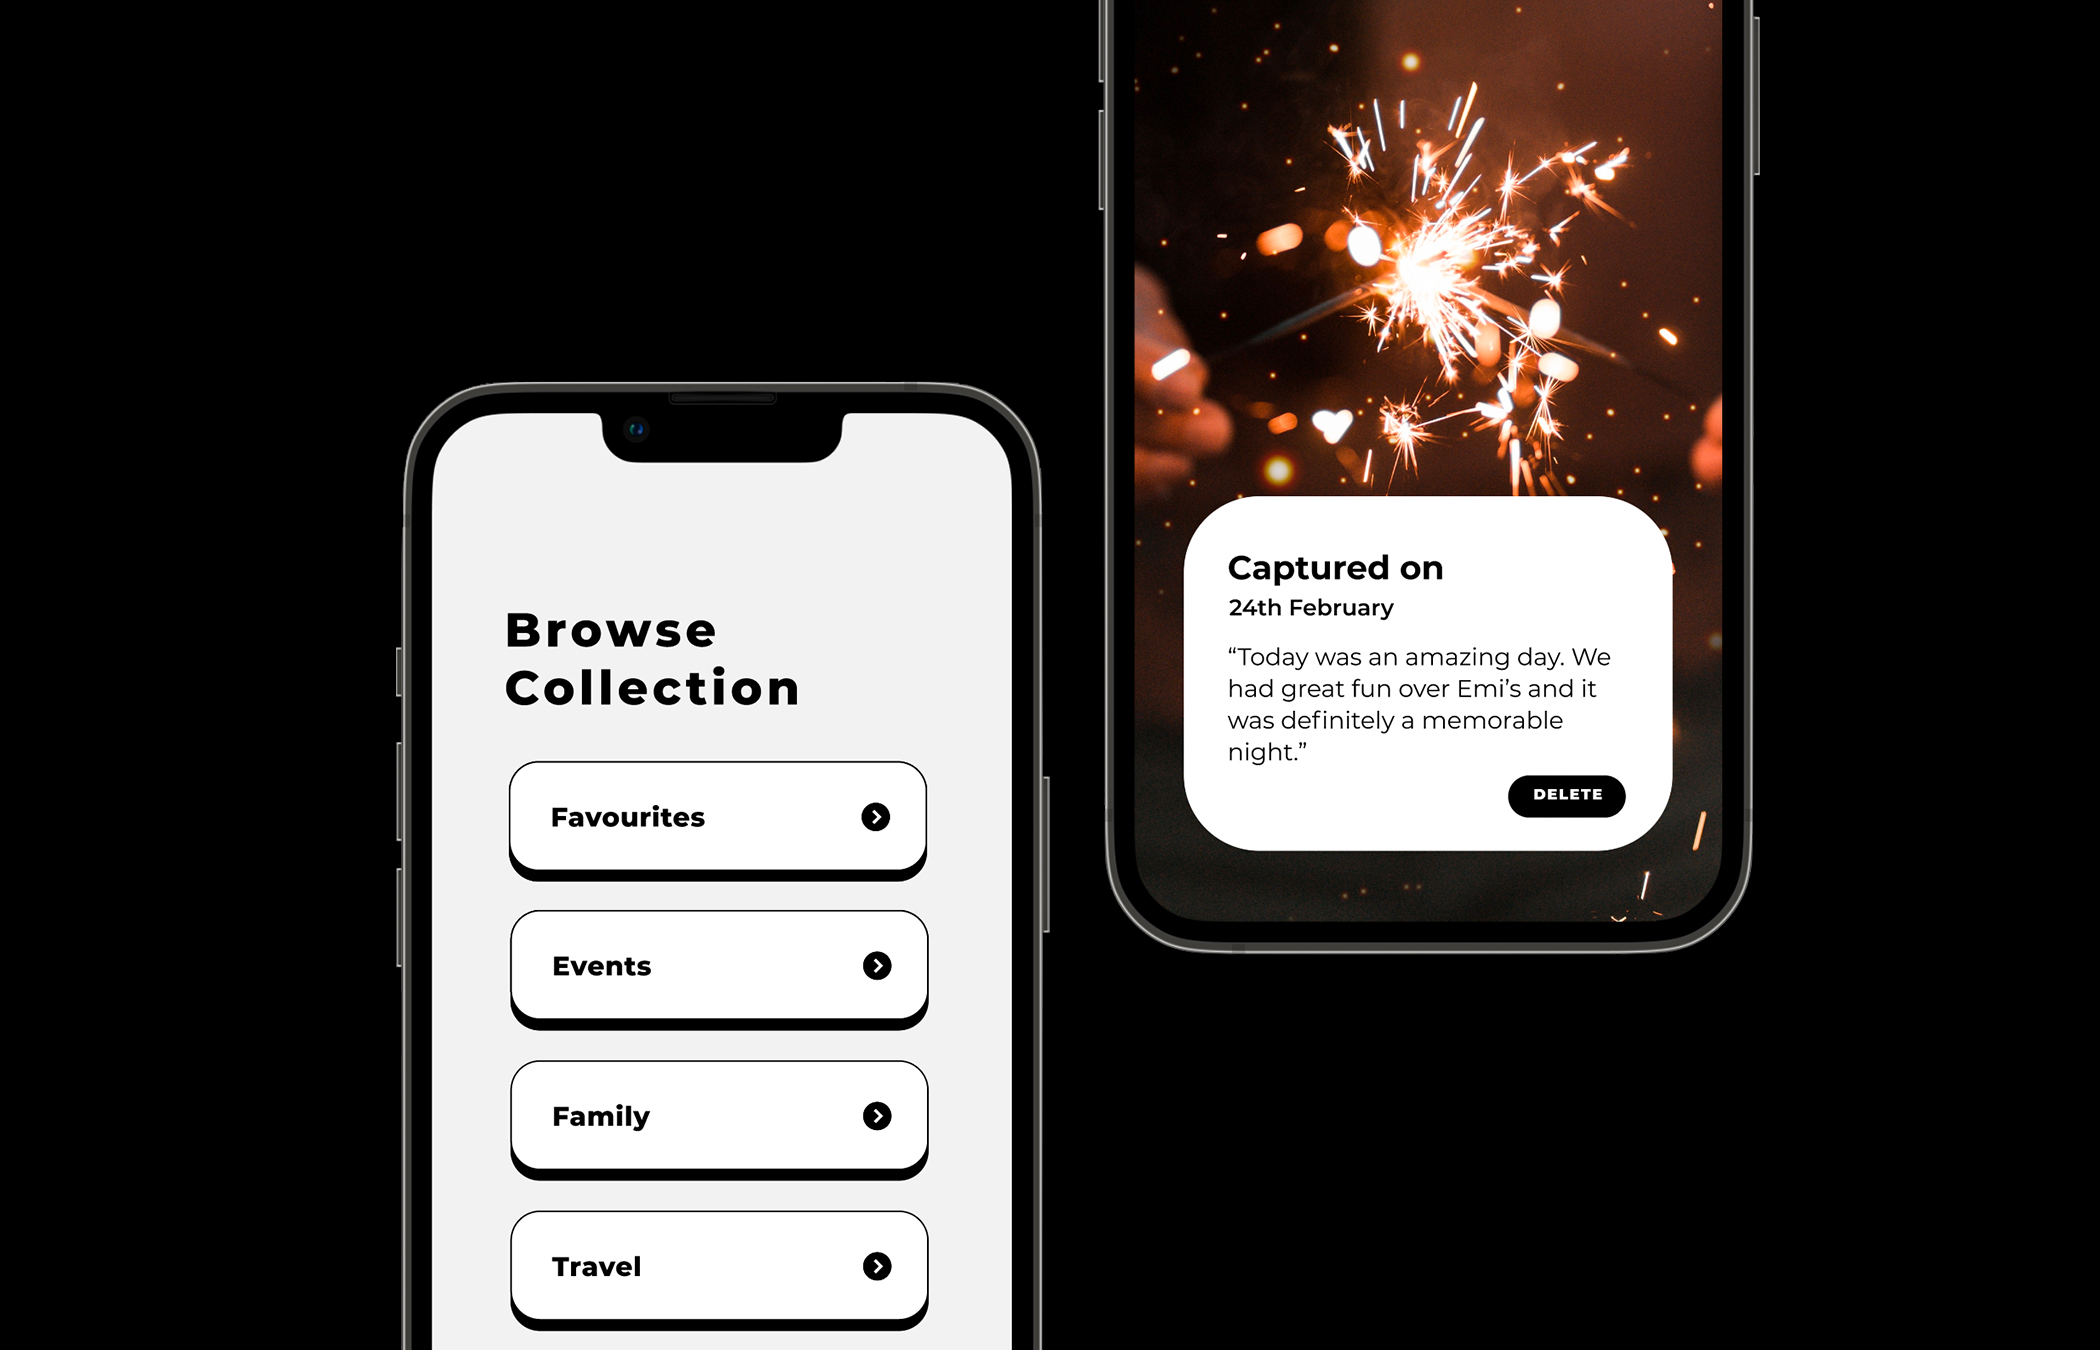 Browse
Collection
Favourites
Events
Family
Travel
Captured on
24th February
“Today was an amazing day. We
had great fun over Emi’s and it
was definitely a memorable
night.”
DELETE